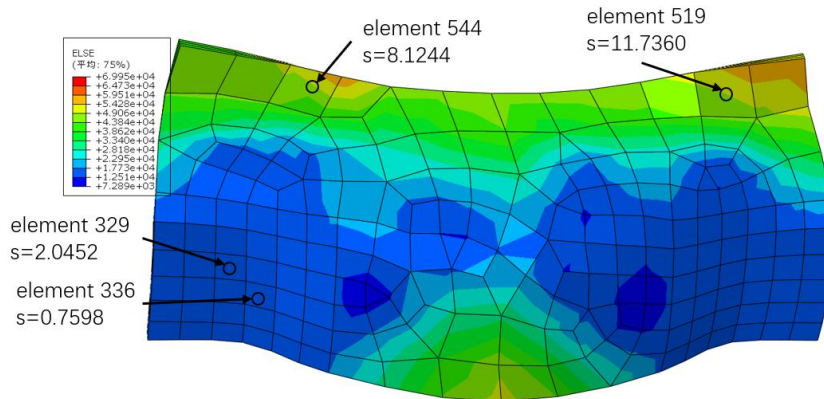 element 544
s=8.1244
element 519
s=11.7360
ELSE
(平均: 75%)
+6.995e+04
+6.473e+04
+5.951e+04
+5.428e+04
+4.906e+04
+4.384e+04
+3.862e+04
+3.340e+04
+2.818e+04
+2.295e+04
+1.773e+04
+1.251e+04
+7.289e+03
element 329
s=2.0452
element 336
s=0.7598